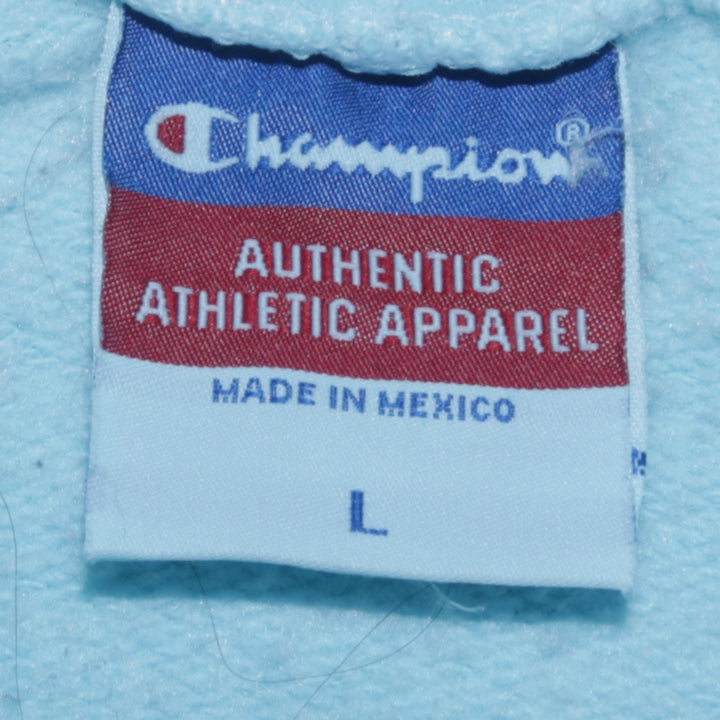 Champion®
AUTHENTIC
ATHLETIC APPAREL
MADE IN MEXICO
L